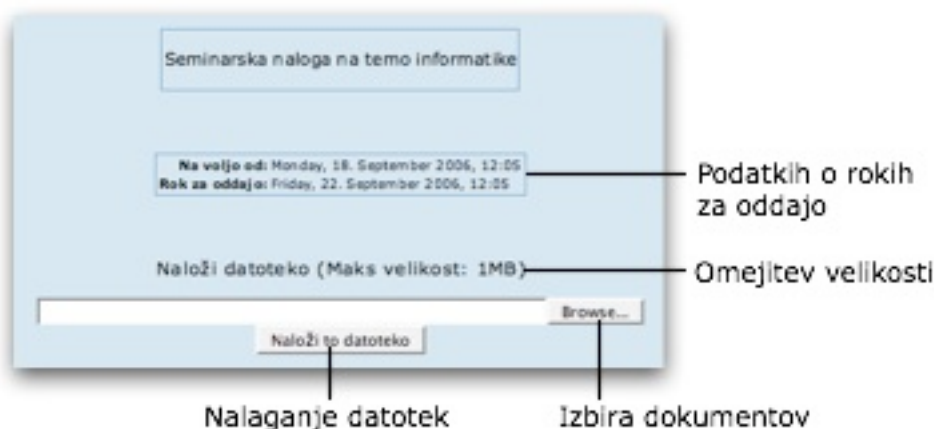 Seminarska naloga na temo informatike
Na voljo od: Monday, 18. September 2006, 12:05
Rok za oddajo: Friday, 22. September 2006, 12:05
Podatkih o rokih
za oddajo
Naloži datoteko (Maks velikost: 1MB)
Omejitev velikosti
Browse...
Naloži to datoteko
Nalaganje datotek
Izbira dokumentov